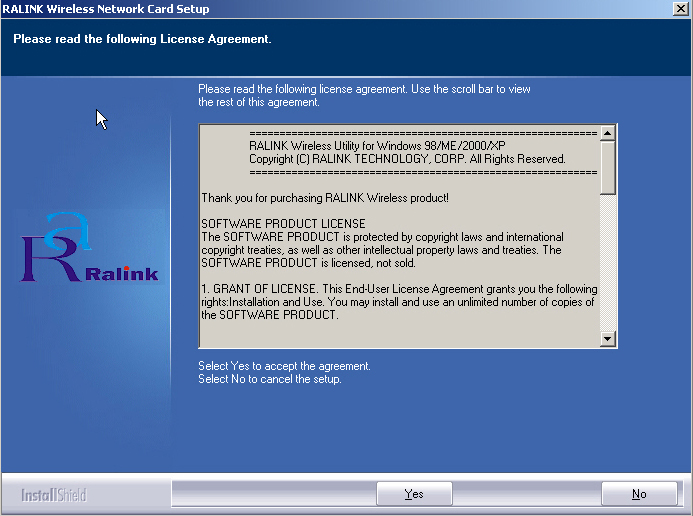 RALINK Wireless Network Card Setup
Please read the following License Agreement.
Please read the following license agreement. Use the scroll bar to view
the rest of this agreement.
=====================================================
RALINK Wireless Utility for Windows 98/ME/2000/XP
Copyright (C) RALINK TECHNOLOGY, CORP. All Rights Reserved.
=====================================================
Thank you for purchasing RALINK Wireless product!
SOFTWARE PRODUCT LICENSE
The SOFTWARE PRODUCT is protected by copyright laws and international
copyright treaties, as well as other intellectual property laws and treaties. The
SOFTWARE PRODUCT is licensed, not sold.
1. GRANT OF LICENSE. This End-User License Agreement grants you the following
rights:Installation and Use. You may install and use an unlimited number of copies of
the SOFTWARE PRODUCT.
Ra
Ralink
Select Yes to accept the agreement.
Select No to cancel the setup.
InstallShield
Yes
No